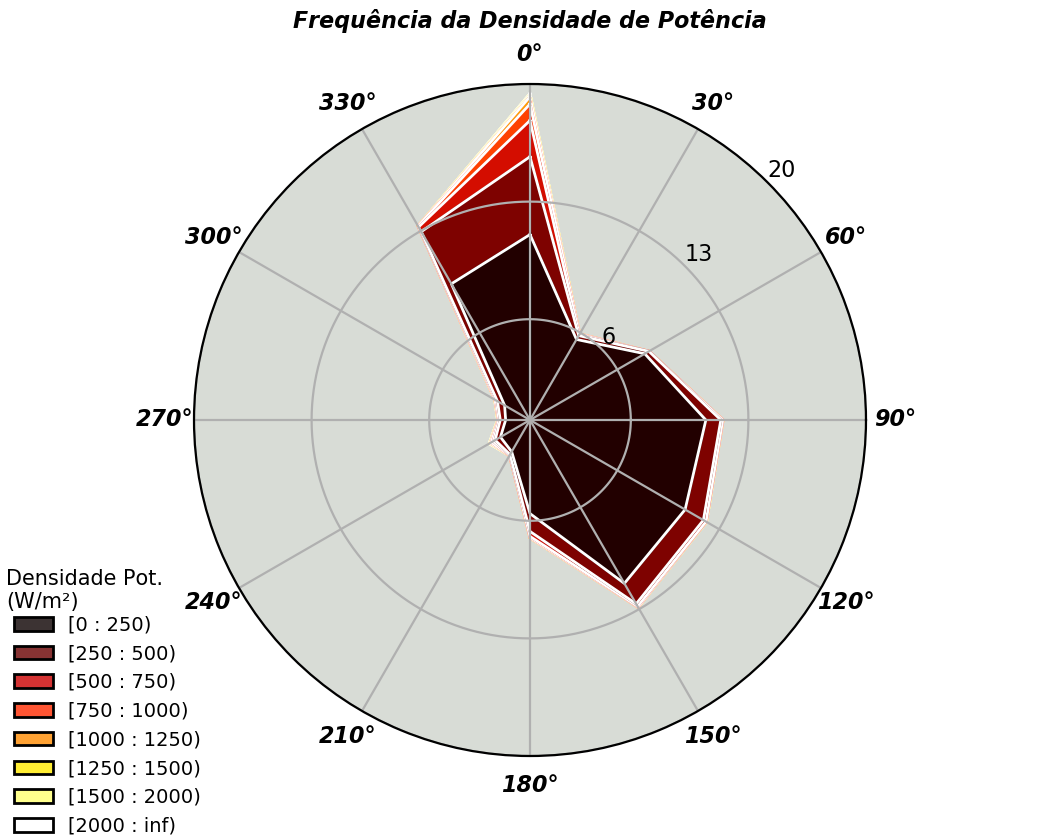 Frequência da Densidade de Potência
0°
330°
30°
20
300°
60°
13
6
270°
90°
240°
120°
210°
150°
180°
Densidade Pot.
(W/m²)
[0 : 250)
[250 : 500)
[500 : 750)
[750 : 1000)
[1000 : 1250)
[1250 : 1500)
[1500 : 2000)
[2000 : inf)